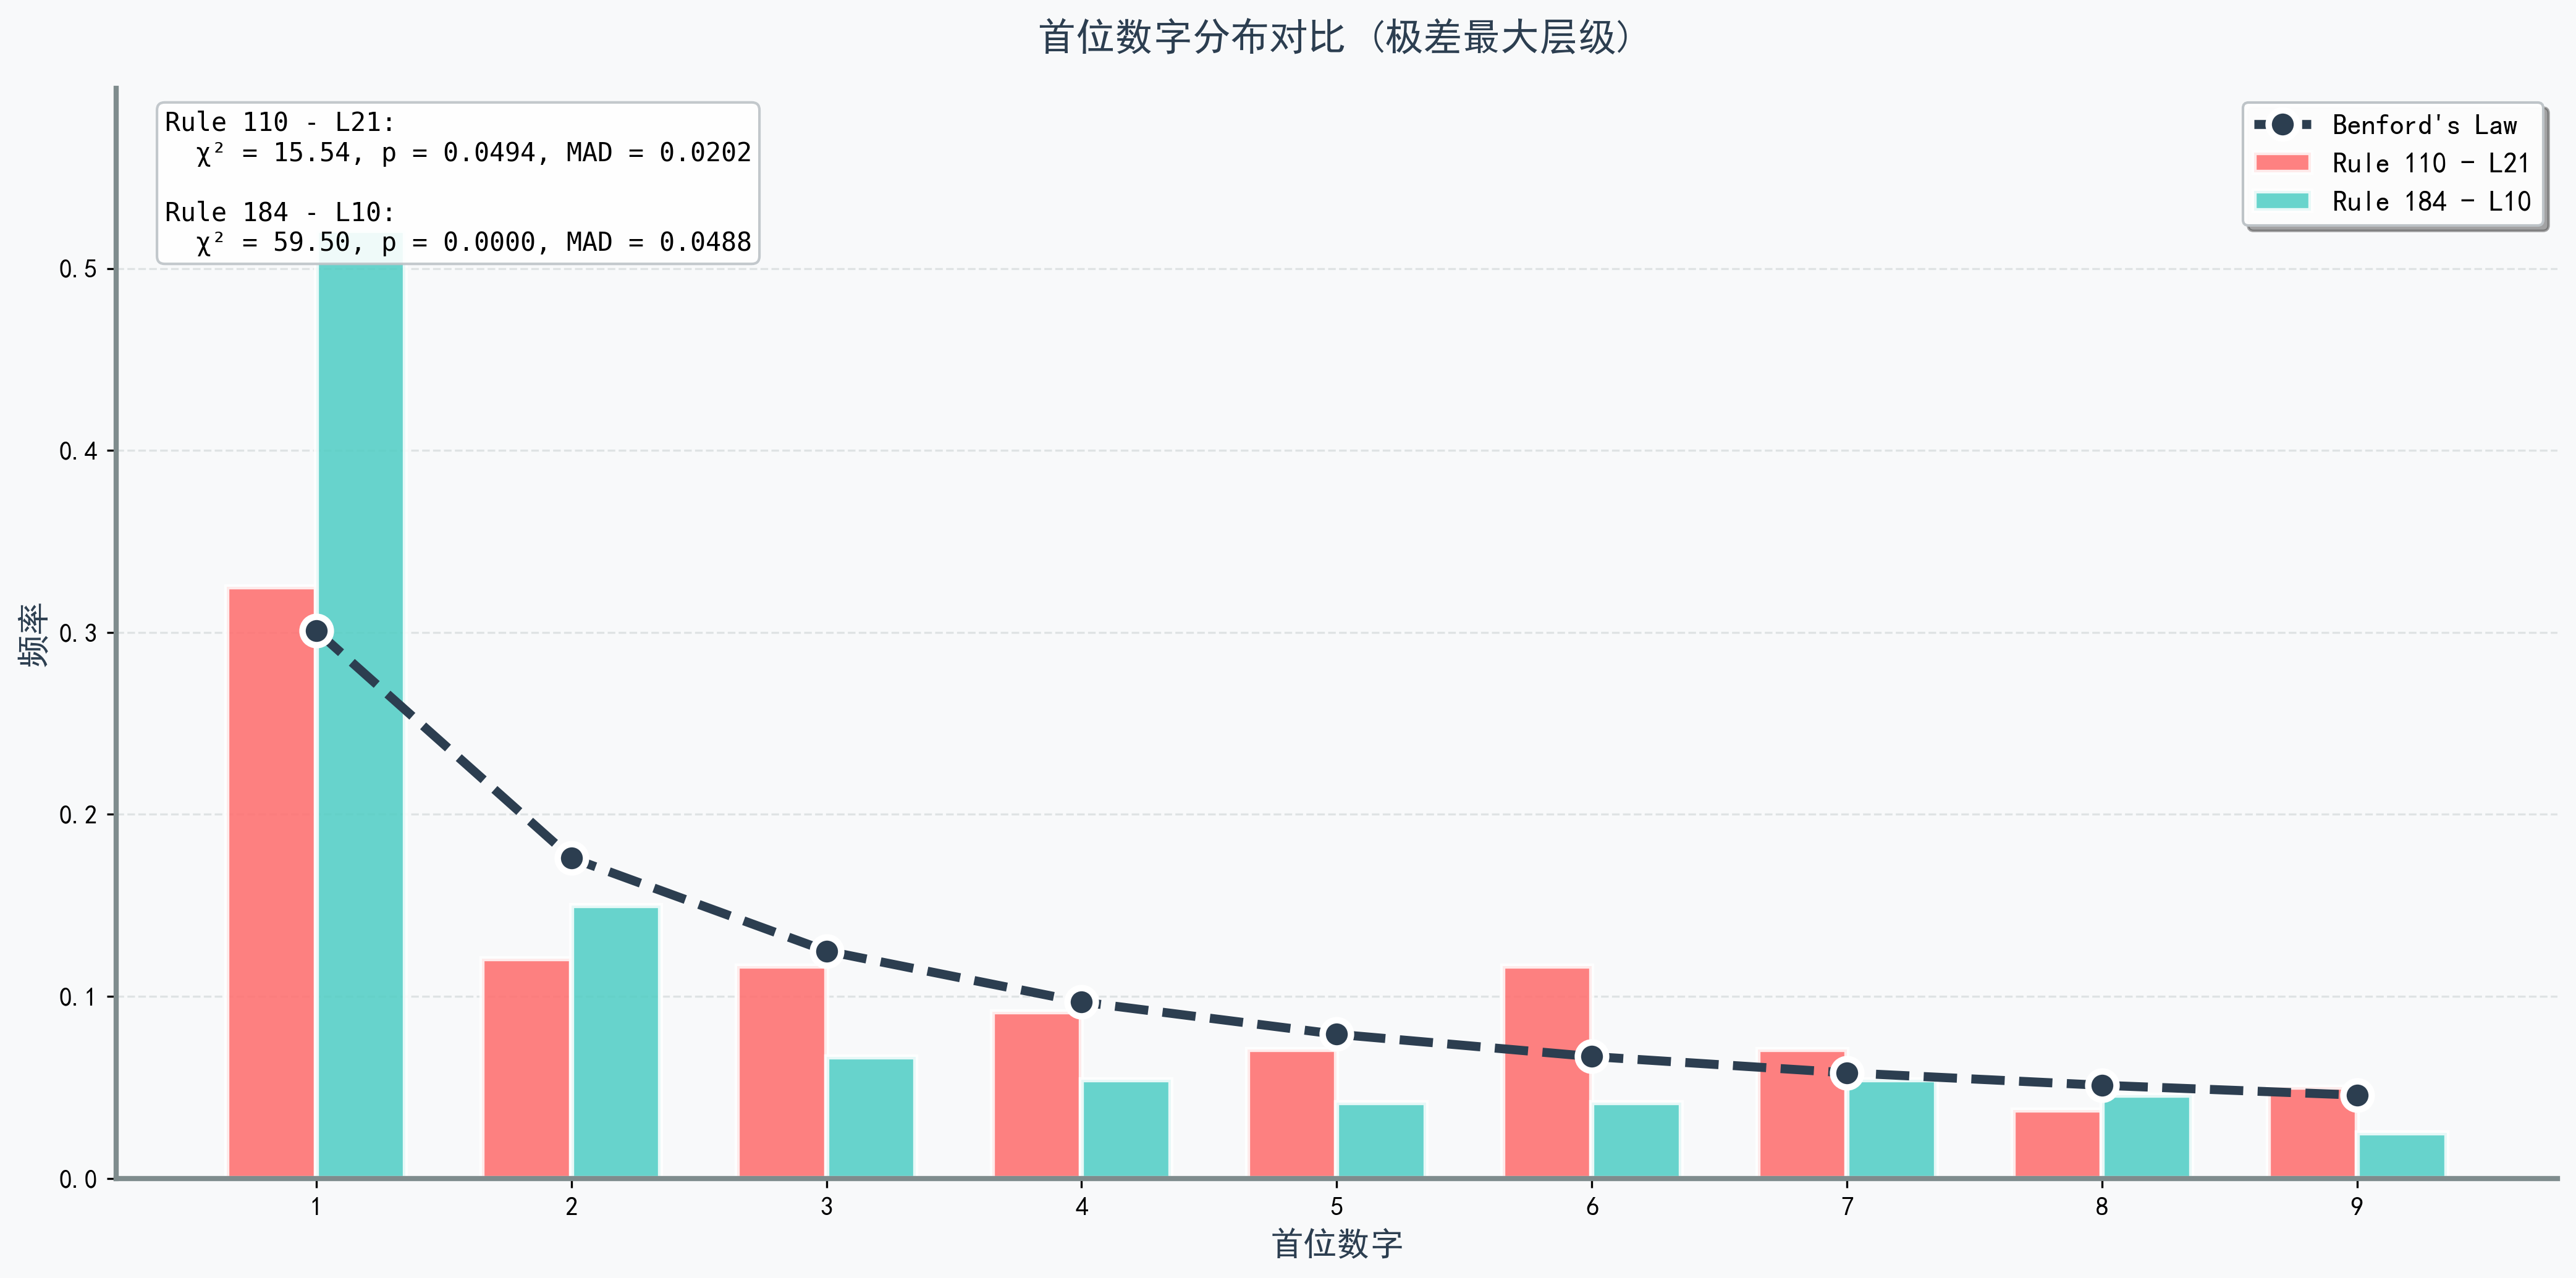 首位数字分布对比 (极差最大层级)
Rule 110 - L21:
χ² = 15.54, p = 0.0494, MAD = 0.0202
Rule 184 - L10:
χ² = 59.50, p = 0.0000, MAD = 0.0488
Benford's Law
Rule 110 - L21
Rule 184 - L10
频率
0.5
0.4
0.3
0.2
0.1
0.0
1 2 3 4 5 6 7 8 9
首位数字